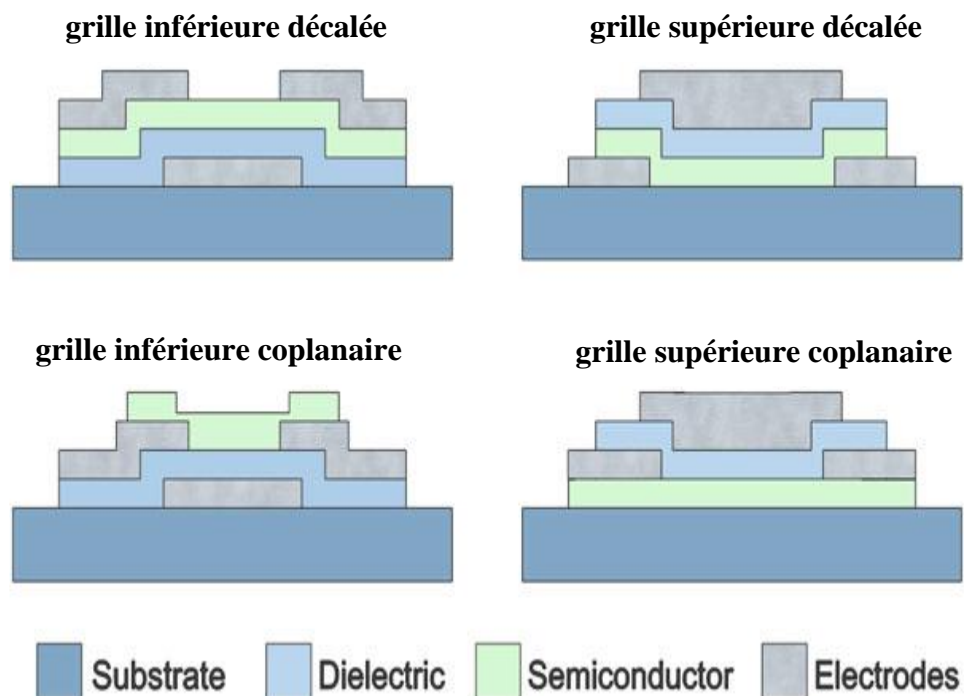 grille inférieure décalée
grille supérieure décalée
grille inférieure coplanaire
grille supérieure coplanaire
Substrate
Dielectric
Semiconductor
Electrodes